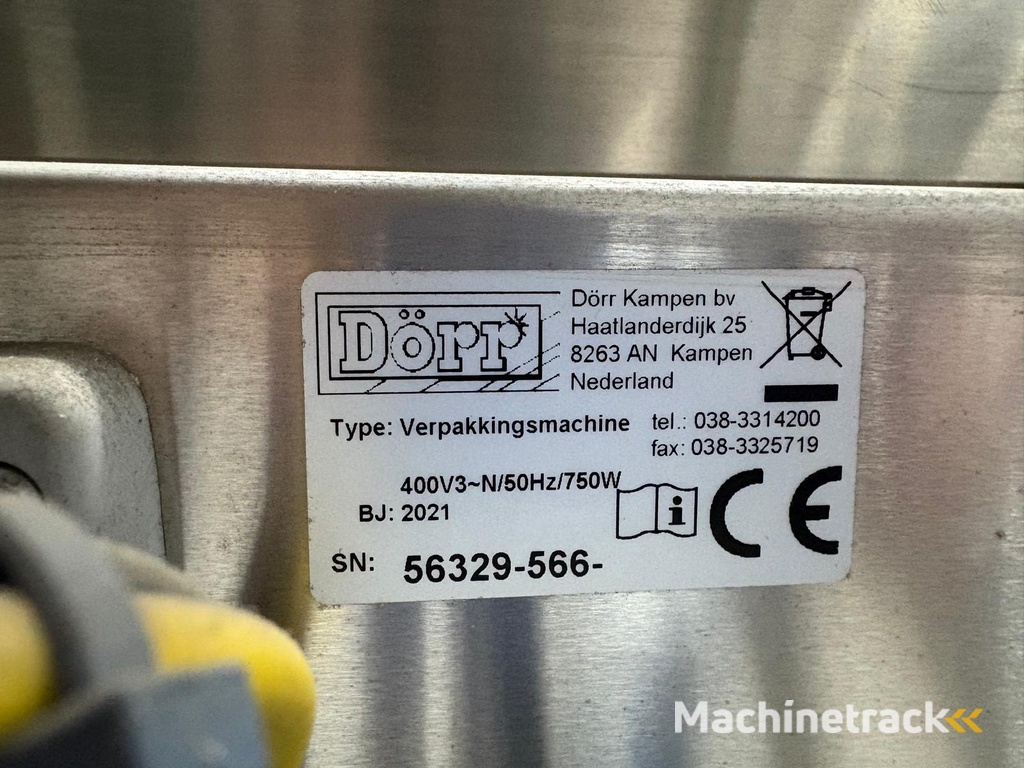 Dörr
Dörr Kampen bv
Haatlanderdijk 25
8263 AN Kampen
Nederland
Type: Verpakkingsmachine
tel.: 038-3314200
fax: 038-3325719
400V3~N/50Hz/750W
BJ: 2021
i
CE
SN: 56329-566-
Machinetrack